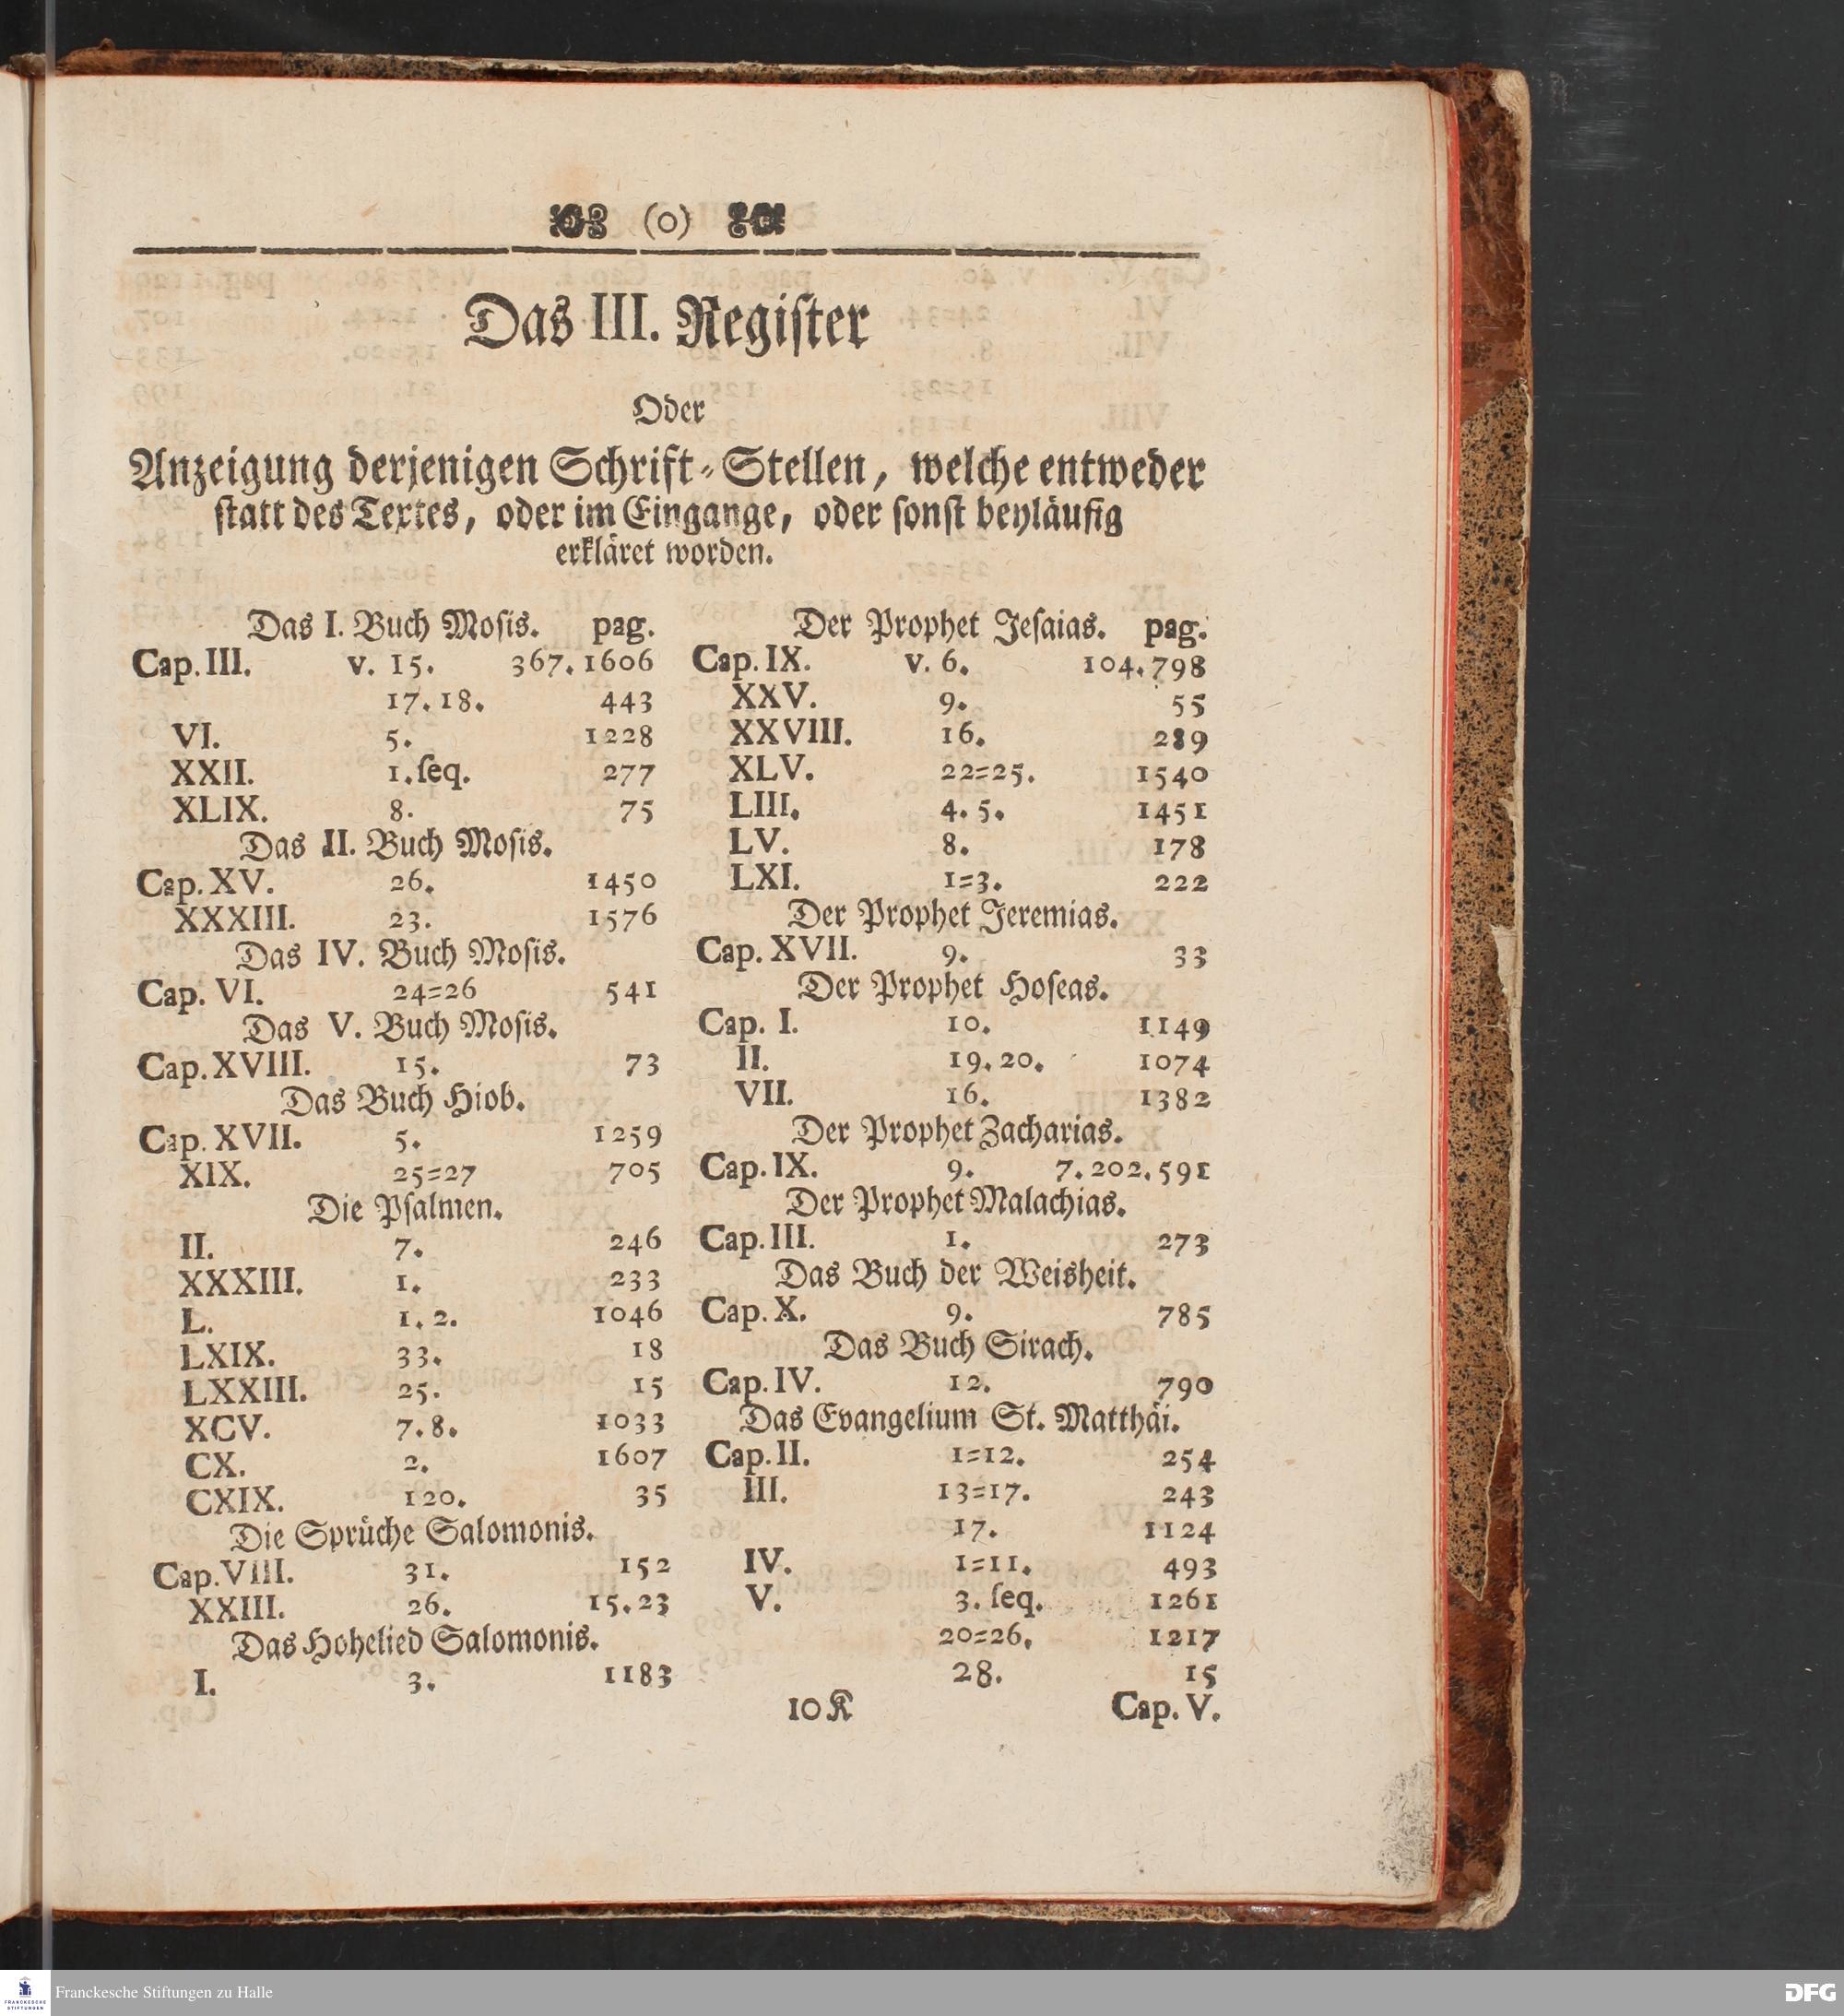 (o)
Das III. Regiſter
Oder
Anzeigung derjenigen Schrift-Stellen, welche entweder
ſtatt des Textes, oder im Eingange, oder ſonſt beyläufig
erkläret worden.
Das I. Buch Moſis. pag.
Cap. III. v. 15. 367. 1606
17. 18. 443
VI. 5. 1228
XXII. 1. ſeq. 277
XLIX. 8. 75
Das II. Buch Moſis.
Cap. XV. 26. 1450
XXXIII. 23. 1576
Das IV. Buch Moſis.
Cap. VI. 24=26 541
Das V. Buch Moſis.
Cap. XVIII. 15. 73
Das Buch Hiob.
Cap. XVII. 5. 1259
XIX. 25=27 705
Die Pſalmen.
II. 7. 246
XXXIII. 1. 233
L. 1. 2. 1046
LXIX. 33. 18
LXXIII. 25. 15
XCV. 7. 8. 1033
CX. 2. 1607
CXIX. 120. 35
Die Sprüche Salomonis.
Cap. VIII. 31. 152
XXIII. 26. 15. 23
Das Hohelied Salomonis.
I. 3. 1183
Der Prophet Jeſaias. pag.
Cap. IX. v. 6. 104. 798
XXV. 9. 55
XXVIII. 16. 289
XLV. 22=25. 1540
LIII. 4. 5. 1451
LV. 8. 178
LXI. 1=3. 222
Der Prophet Jeremias.
Cap. XVII. 9. 33
Der Prophet Hoſeas.
Cap. I. 10. 1149
II. 19. 20. 1074
VII. 16. 1382
Der Prophet Zacharias.
Cap. IX. 9. 7. 202. 591
Der Prophet Malachias.
Cap. III. 1. 273
Das Buch der Weisheit.
Cap. X. 9. 785
Das Buch Sirach.
Cap. IV. 12. 790
Das Evangelium St. Matthäi.
Cap. II. 1=12. 254
III. 13=17. 243
17. 1124
IV. 1=11. 493
V. 3. ſeq. 1261
20=26. 1217
28. 15
10 K Cap. V.
FRANCKESCHE STIFTUNGEN
Franckesche Stiftungen zu Halle
DFG